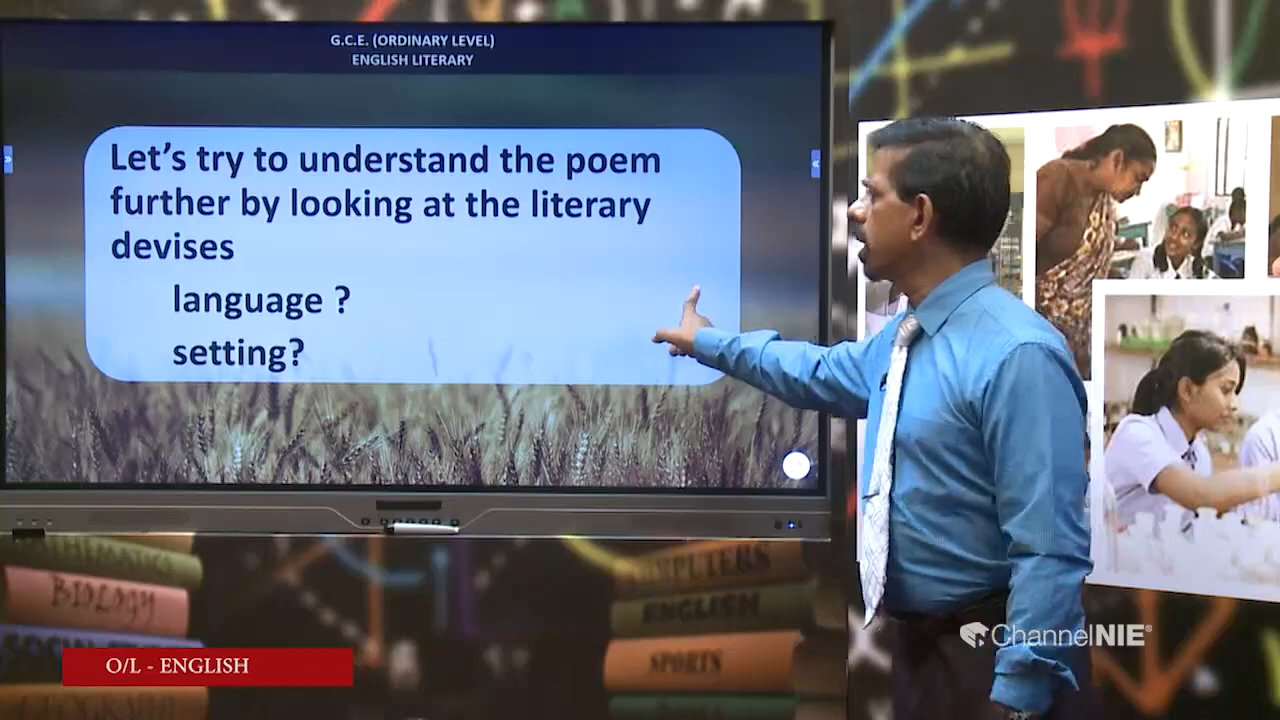 G.C.E. (ORDINARY LEVEL)
ENGLISH LITERARY
Let's try to understand the poem
further by looking at the literary
devises
language ?
setting?
MATHEMATICS
BIOLOGY
COMPUTERS
ENGLISH
SPORTS
O/L - ENGLISH
ChannelNIE®